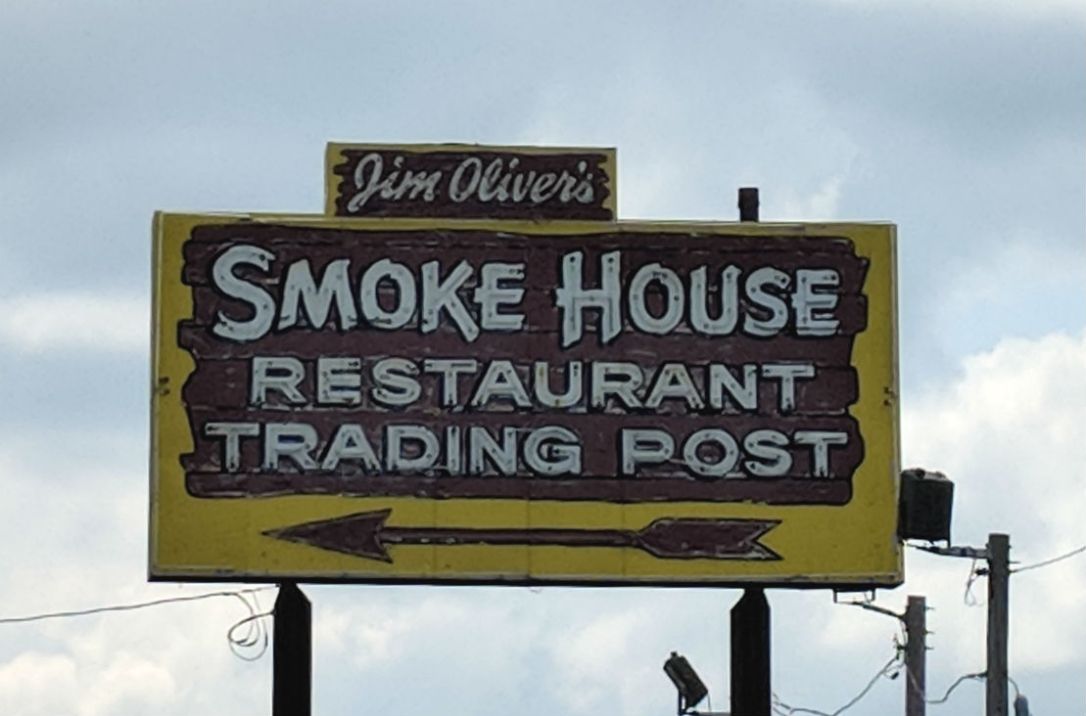 Jim Oliver's
SMOKE HOUSE
RESTAURANT
TRADING POST